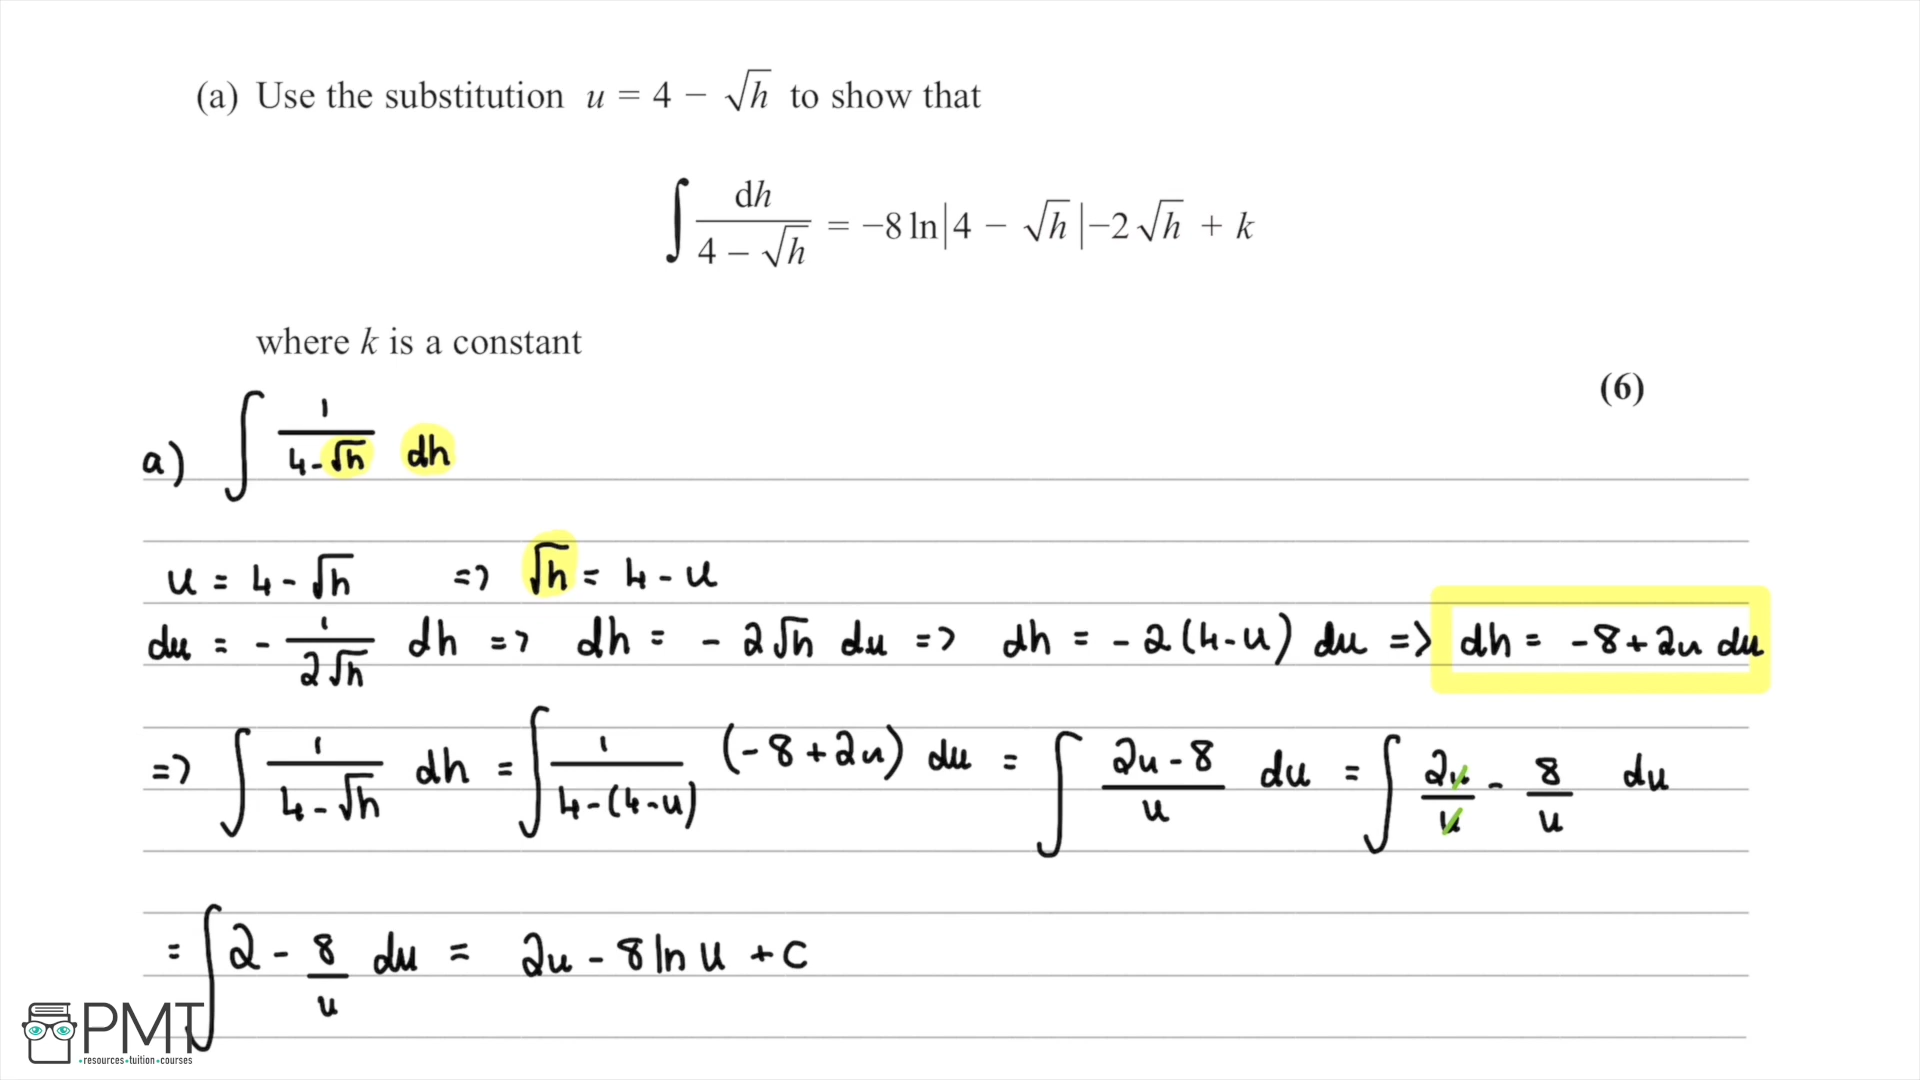 (a) Use the substitution u = 4 − √h to show that
∫ dh/(4 − √h) = −8 ln|4 − √h| −2√h + k
where k is a constant
(6)
a) ∫ 1/(4-√h) dh
u = 4-√h => √h = 4-u
du = - 1/(2√h) dh => dh = - 2√h du => dh = -2(4-u) du => dh = -8+2u du
=> ∫ 1/(4-√h) dh = ∫ 1/(4-(4-u)) (-8+2u) du = ∫ (2u-8)/u du = ∫ 2u/u - 8/u du
= ∫ 2 - 8/u du = 2u - 8 ln u + c
PMT
•resources•tuition•courses